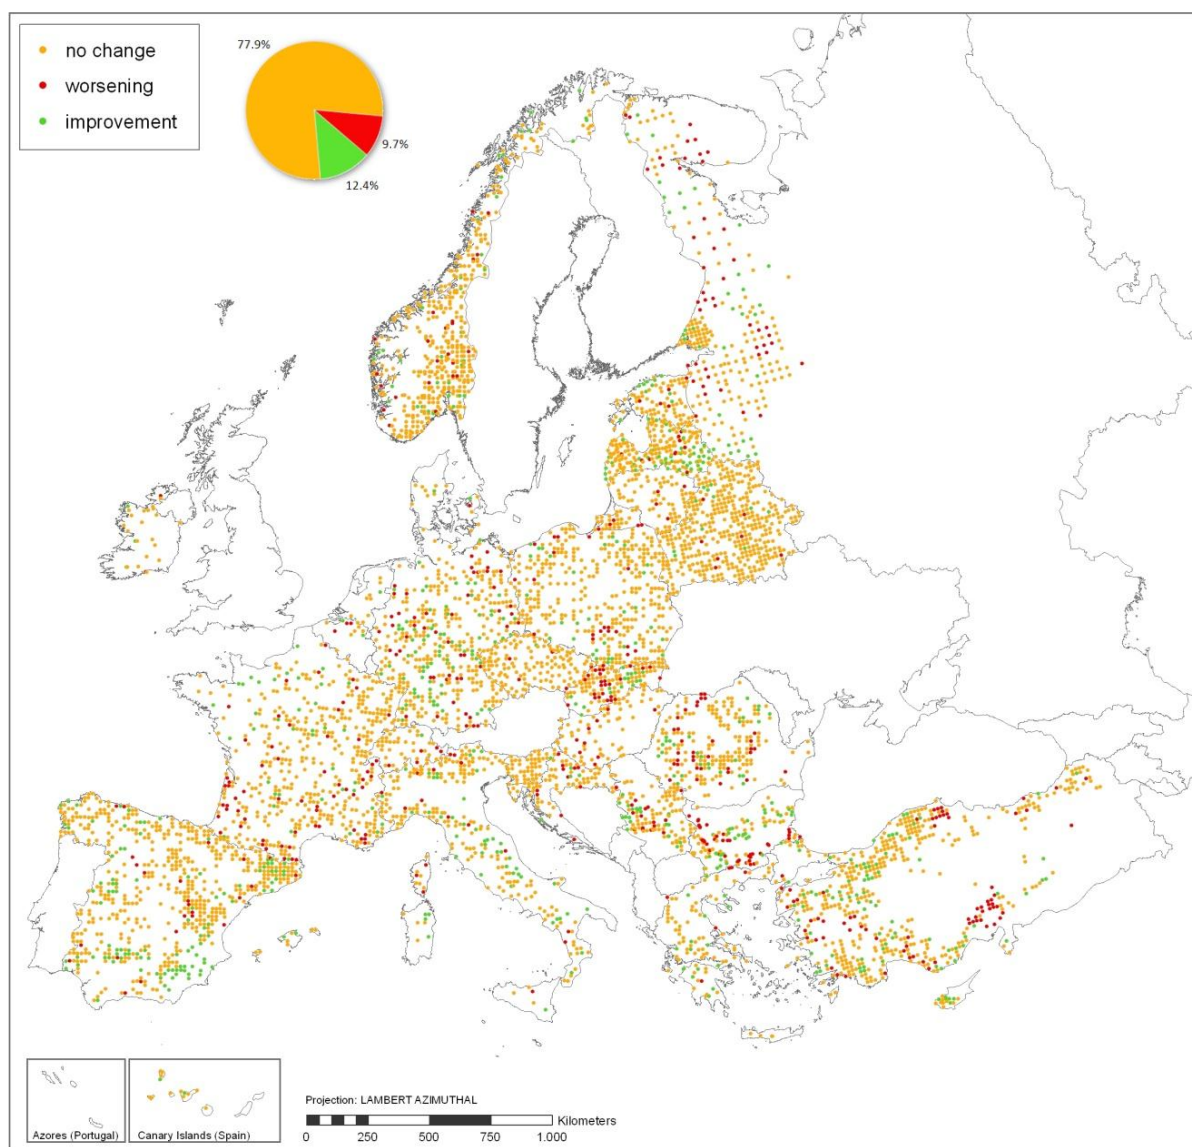 no change
worsening
improvement
77.9%
9.7%
12.4%
Azores (Portugal)
Canary Islands (Spain)
Projection: LAMBERT AZIMUTHAL
Kilometers
0 250 500 750 1.000